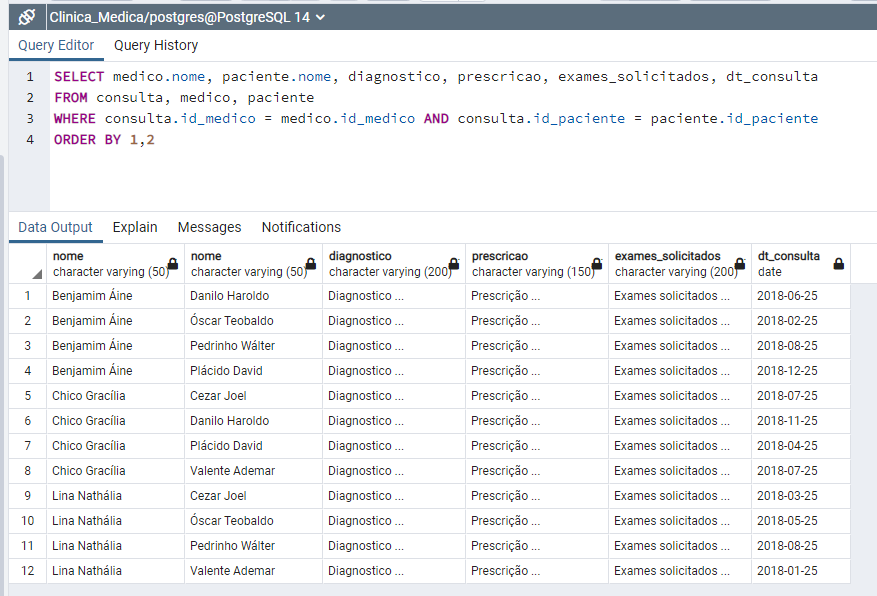 Clinica_Medica/postgres@PostgreSQL 14
Query Editor Query History
1 SELECT medico.nome, paciente.nome, diagnostico, prescricao, exames_solicitados, dt_consulta
2 FROM consulta, medico, paciente
3 WHERE consulta.id_medico = medico.id_medico AND consulta.id_paciente = paciente.id_paciente
4 ORDER BY 1,2
Data Output Explain Messages Notifications
nome nome diagnostico prescricao exames_solicitados dt_consulta
character varying (50) character varying (50) character varying (200) character varying (150) character varying (200) date
1 Benjamim Áine Danilo Haroldo Diagnostico ... Prescrição ... Exames solicitados ... 2018-06-25
2 Benjamim Áine Óscar Teobaldo Diagnostico ... Prescrição ... Exames solicitados ... 2018-02-25
3 Benjamim Áine Pedrinho Wálter Diagnostico ... Prescrição ... Exames solicitados ... 2018-08-25
4 Benjamim Áine Plácido David Diagnostico ... Prescrição ... Exames solicitados ... 2018-12-25
5 Chico Gracília Cezar Joel Diagnostico ... Prescrição ... Exames solicitados ... 2018-07-25
6 Chico Gracília Danilo Haroldo Diagnostico ... Prescrição ... Exames solicitados ... 2018-11-25
7 Chico Gracília Plácido David Diagnostico ... Prescrição ... Exames solicitados ... 2018-04-25
8 Chico Gracília Valente Ademar Diagnostico ... Prescrição ... Exames solicitados ... 2018-07-25
9 Lina Nathália Cezar Joel Diagnostico ... Prescrição ... Exames solicitados ... 2018-03-25
10 Lina Nathália Óscar Teobaldo Diagnostico ... Prescrição ... Exames solicitados ... 2018-05-25
11 Lina Nathália Pedrinho Wálter Diagnostico ... Prescrição ... Exames solicitados ... 2018-08-25
12 Lina Nathália Valente Ademar Diagnostico ... Prescrição ... Exames solicitados ... 2018-01-25